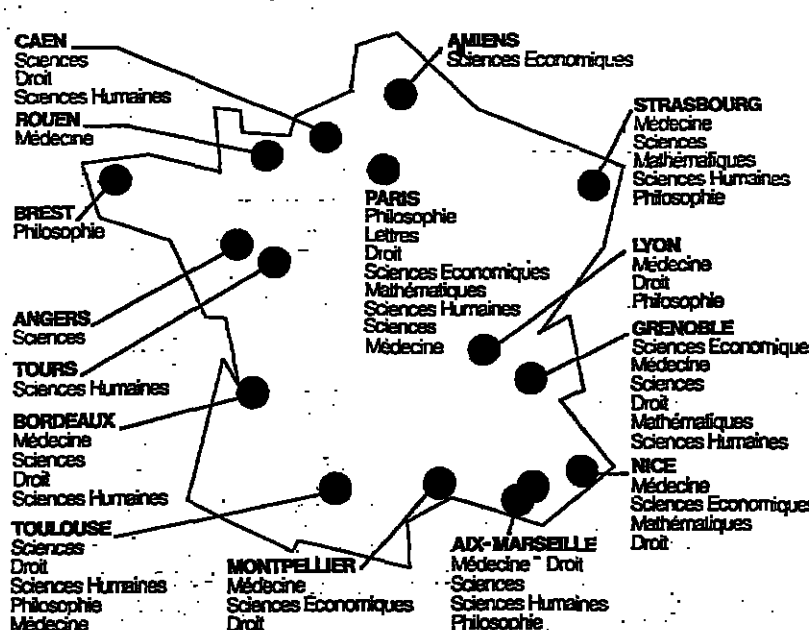 CAEN
Sciences
Droit
Sciences Humaines
ROUEN
Médecine
BREST
Philosophie
ANGERS
Sciences
TOURS
Sciences Humaines
BORDEAUX
Médecine
Sciences
Droit
Sciences Humaines
TOULOUSE
Sciences
Droit
Sciences Humaines
Philosophie
Médecine
AMIENS
Sciences Economiques
PARIS
Philosophie
Lettres
Droit
Sciences Economiques
Mathématiques
Sciences Humaines
Sciences
Médecine
MONTPELLIER
Médecine
Sciences Economiques
Droit
AIX-MARSEILLE
Médecine Droit
Sciences
Sciences Humaines
Philosophie
STRASBOURG
Médecine
Sciences
Mathématiques
Sciences Humaines
Philosophie
LYON
Médecine
Droit
Philosophie
GRENOBLE
Sciences Economique
Médecine
Sciences
Droit
Mathématiques
Sciences Humaines
NICE
Médecine
Sciences Economiques
Mathématiques
Droit